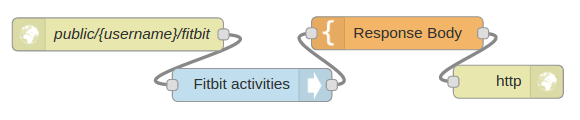 public/{username}/fitbit
Fitbit activities
{ Response Body
http